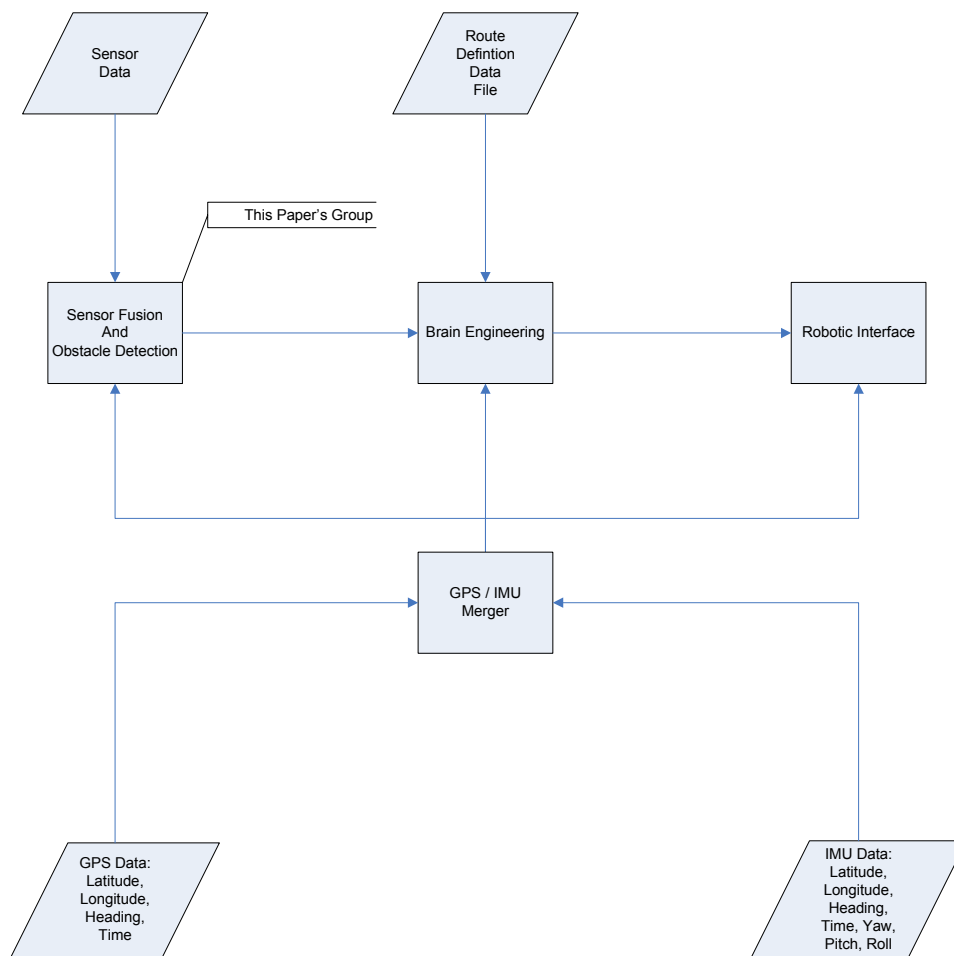 Sensor
Data
Route
Defintion
Data
File
This Paper's Group
Sensor Fusion
And
Obstacle Detection
Brain Engineering
Robotic Interface
GPS / IMU
Merger
GPS Data:
Latitude,
Longitude,
Heading,
Time
IMU Data:
Latitude,
Longitude,
Heading,
Time, Yaw,
Pitch, Roll